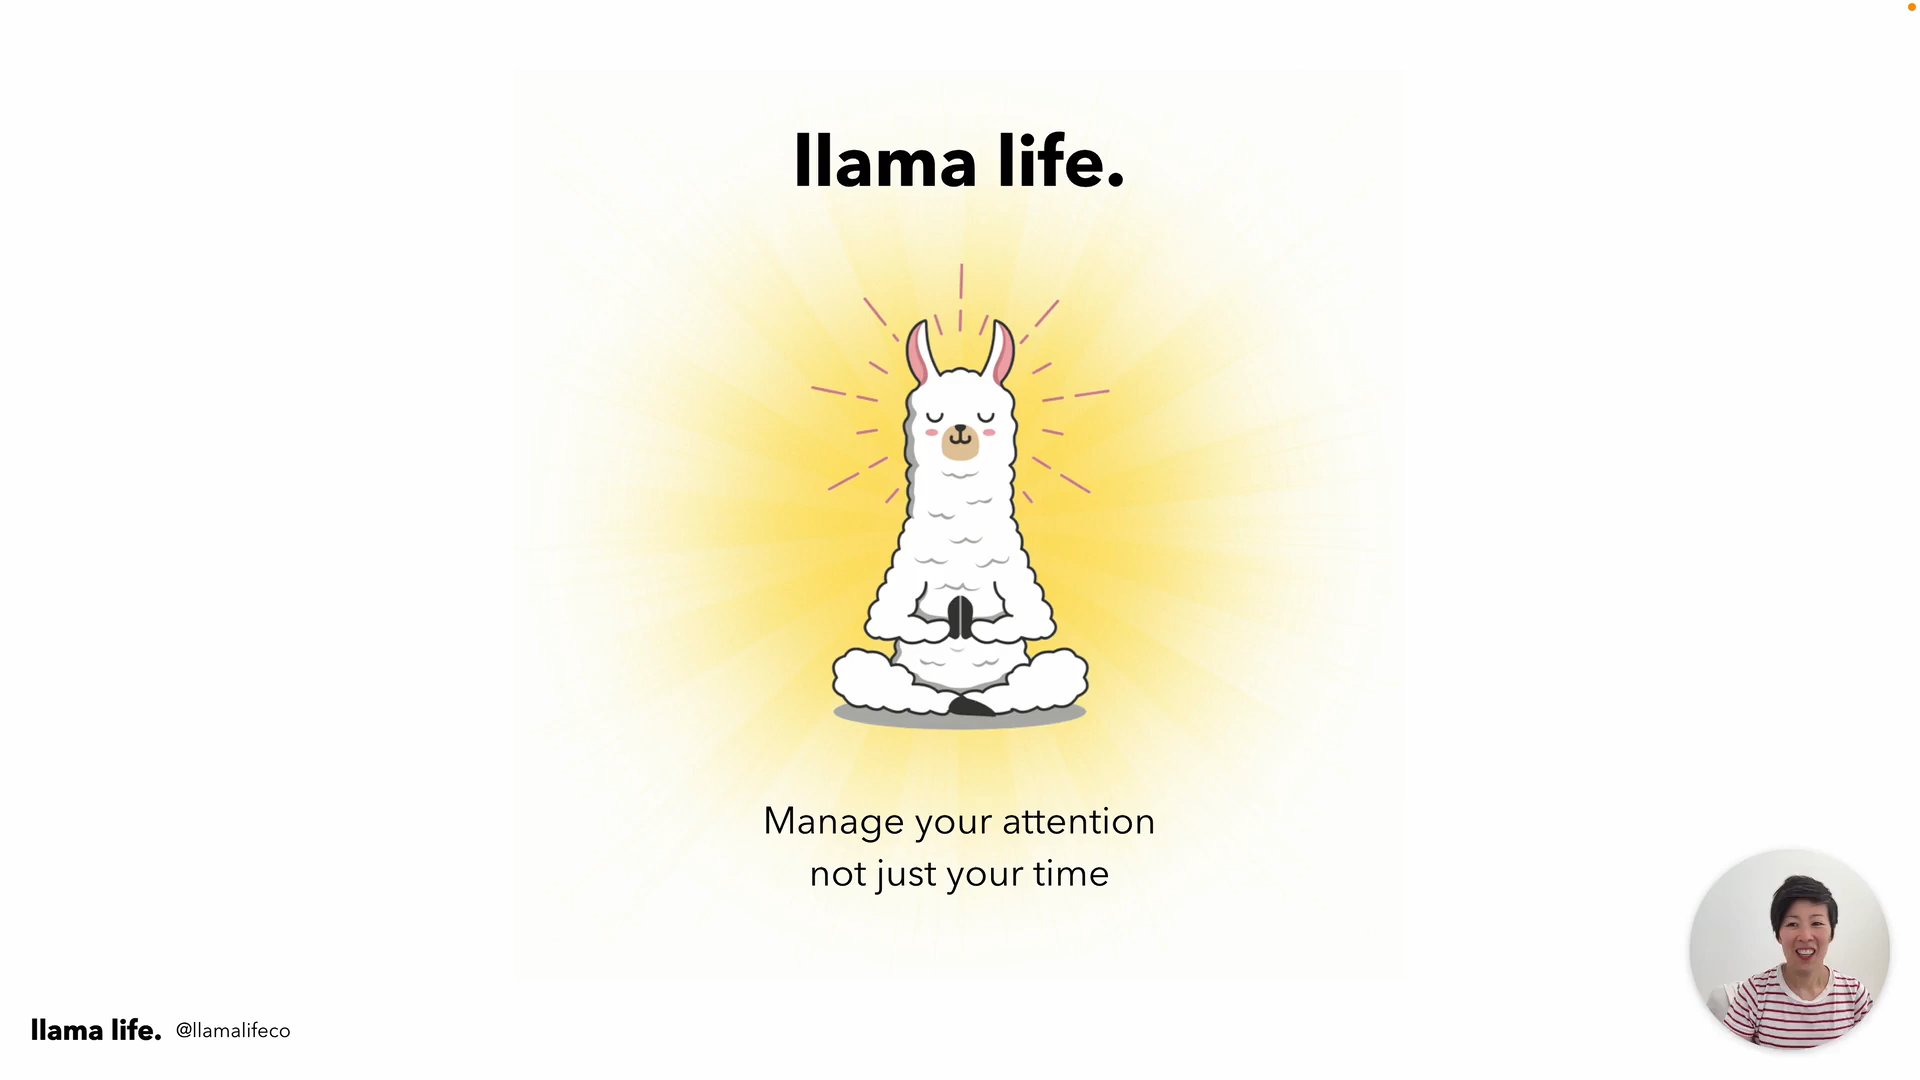 llama life.
Manage your attention
not just your time
llama life. @llamalifeco